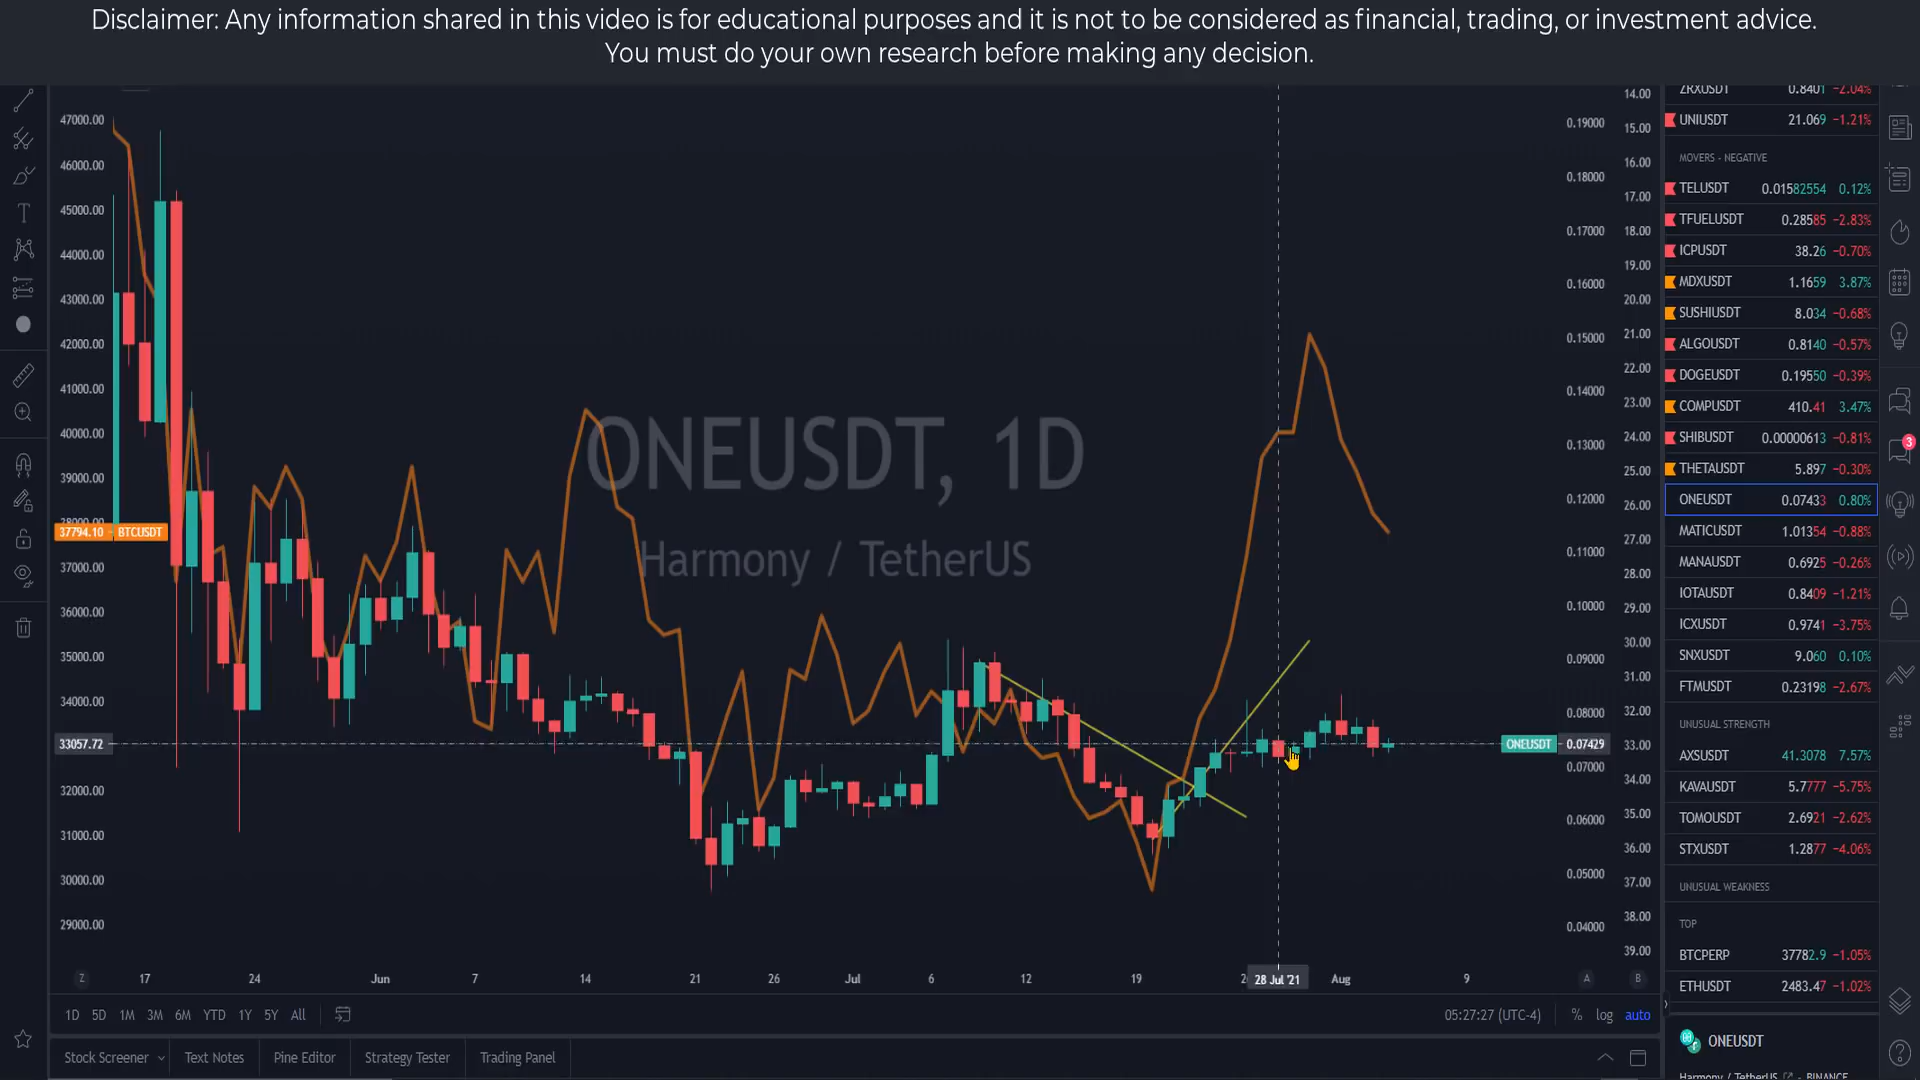 Disclaimer: Any information shared in this video is for educational purposes and it is not to be considered as financial, trading, or investment advice.
You must do your own research before making any decision.
47000.00
46000.00
45000.00
44000.00
43000.00
42000.00
41000.00
40000.00
39000.00
37794.10 BTCUSDT
37000.00
36000.00
35000.00
34000.00
33057.72
32000.00
31000.00
30000.00
29000.00
ONEUSDT, 1D
Harmony / TetherUS
0.19000
0.18000
0.17000
0.16000
0.15000
0.14000
0.13000
0.12000
0.11000
0.10000
0.09000
0.08000
ONEUSDT 0.07429
0.07000
0.06000
0.05000
0.04000
14.00
15.00
16.00
17.00
18.00
19.00
20.00
21.00
22.00
23.00
24.00
25.00
26.00
27.00
28.00
29.00
30.00
31.00
32.00
33.00
34.00
35.00
36.00
37.00
38.00
39.00
Z 17 24 Jun 7 14 21 26 Jul 6 12 19 28 Jul '21 Aug 9 A B
1D 5D 1M 3M 6M YTD 1Y 5Y All
05:27:27 (UTC-4) % log auto
Stock Screener Text Notes Pine Editor Strategy Tester Trading Panel
ZRXUSDT 0.8401 −2.04%
UNIUSDT 21.069 −1.21%
MOVERS - NEGATIVE
TELUSDT 0.01582554 0.12%
TFUELUSDT 0.28585 −2.83%
ICPUSDT 38.26 −0.70%
MDXUSDT 1.1659 3.87%
SUSHIUSDT 8.034 −0.68%
ALGOUSDT 0.8140 −0.57%
DOGEUSDT 0.19550 −0.39%
COMPUSDT 410.41 3.47%
SHIBUSDT 0.00000613 −0.81%
THETAUSDT 5.897 −0.30%
ONEUSDT 0.07433 0.80%
MATICUSDT 1.01354 −0.88%
MANAUSDT 0.6925 −0.26%
IOTAUSDT 0.8409 −1.21%
ICXUSDT 0.9741 −3.75%
SNXUSDT 9.060 0.10%
FTMUSDT 0.23198 −2.67%
UNUSUAL STRENGTH
AXSUSDT 41.3078 7.57%
KAVAUSDT 5.7777 −5.75%
TOMOUSDT 2.6921 −2.62%
STXUSDT 1.2877 −4.06%
UNUSUAL WEAKNESS
TOP
BTCPERP 37782.9 −1.05%
ETHUSDT 2483.47 −1.02%
ONEUSDT
Harmony / TetherUS BINANCE
3